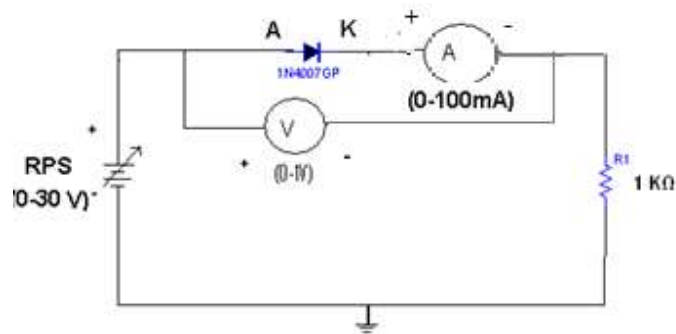 A K + -
1N4007GP
A
(0-100mA)
V
+ -
(0-1V)
+
RPS
(0-30 V)
-
R1
1 KΩ